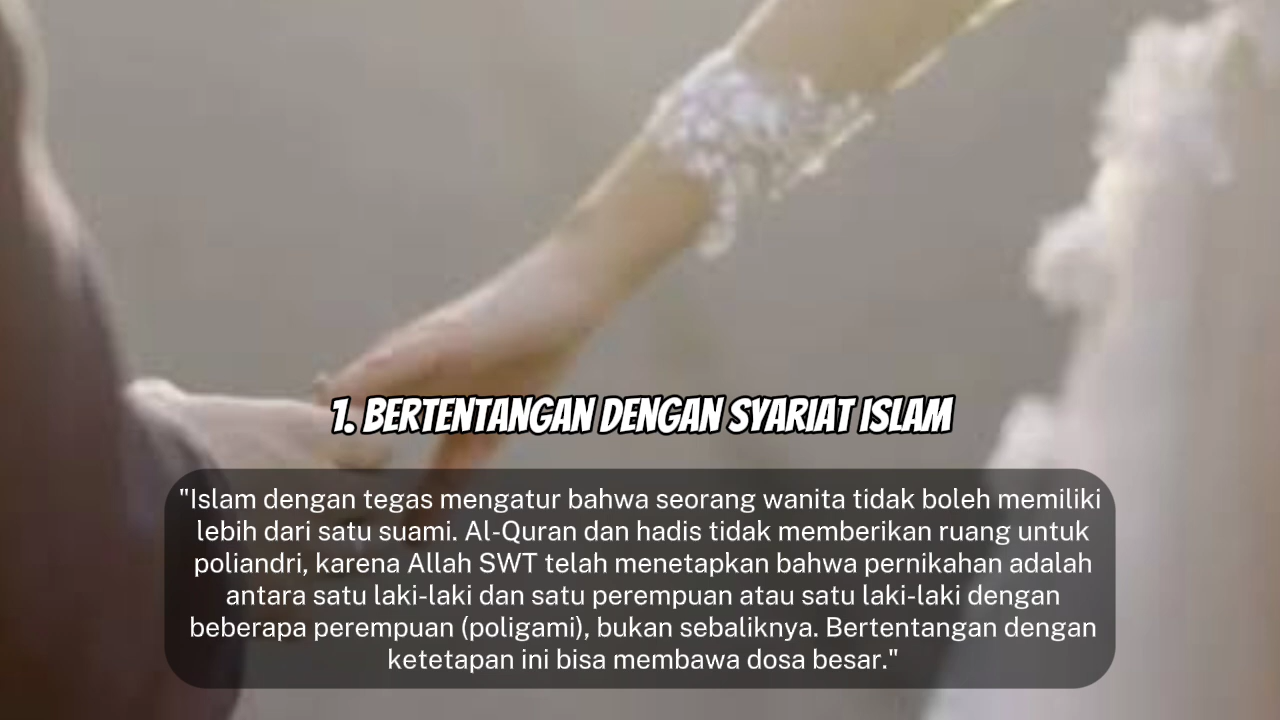 1. BERTENTANGAN DENGAN SYARIAT ISLAM
"Islam dengan tegas mengatur bahwa seorang wanita tidak boleh memiliki
lebih dari satu suami. Al-Quran dan hadis tidak memberikan ruang untuk
poliandri, karena Allah SWT telah menetapkan bahwa pernikahan adalah
antara satu laki-laki dan satu perempuan atau satu laki-laki dengan
beberapa perempuan (poligami), bukan sebaliknya. Bertentangan dengan
ketetapan ini bisa membawa dosa besar."